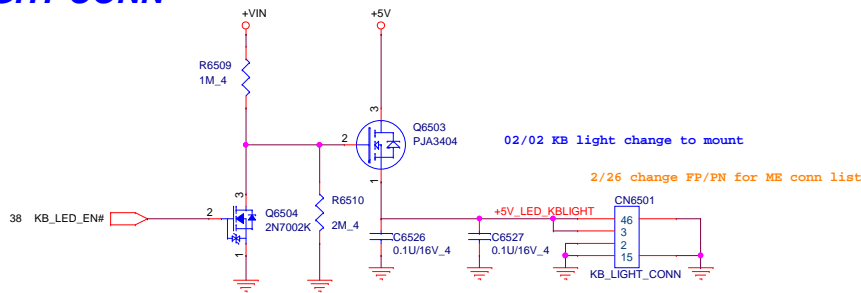 +VIN
+5V
R6509
1M_4
3
Q6503
PJA3404
2
02/02 KB light change to mount
1
2/26 change FP/PN for ME conn list
3
R6510
2M_4
+5V_LED_KBLIGHT
CN6501
38 KB_LED_EN#
2
Q6504
2N7002K
46
3
2
15
C6526
0.1U/16V_4
C6527
0.1U/16V_4
1
KB_LIGHT_CONN